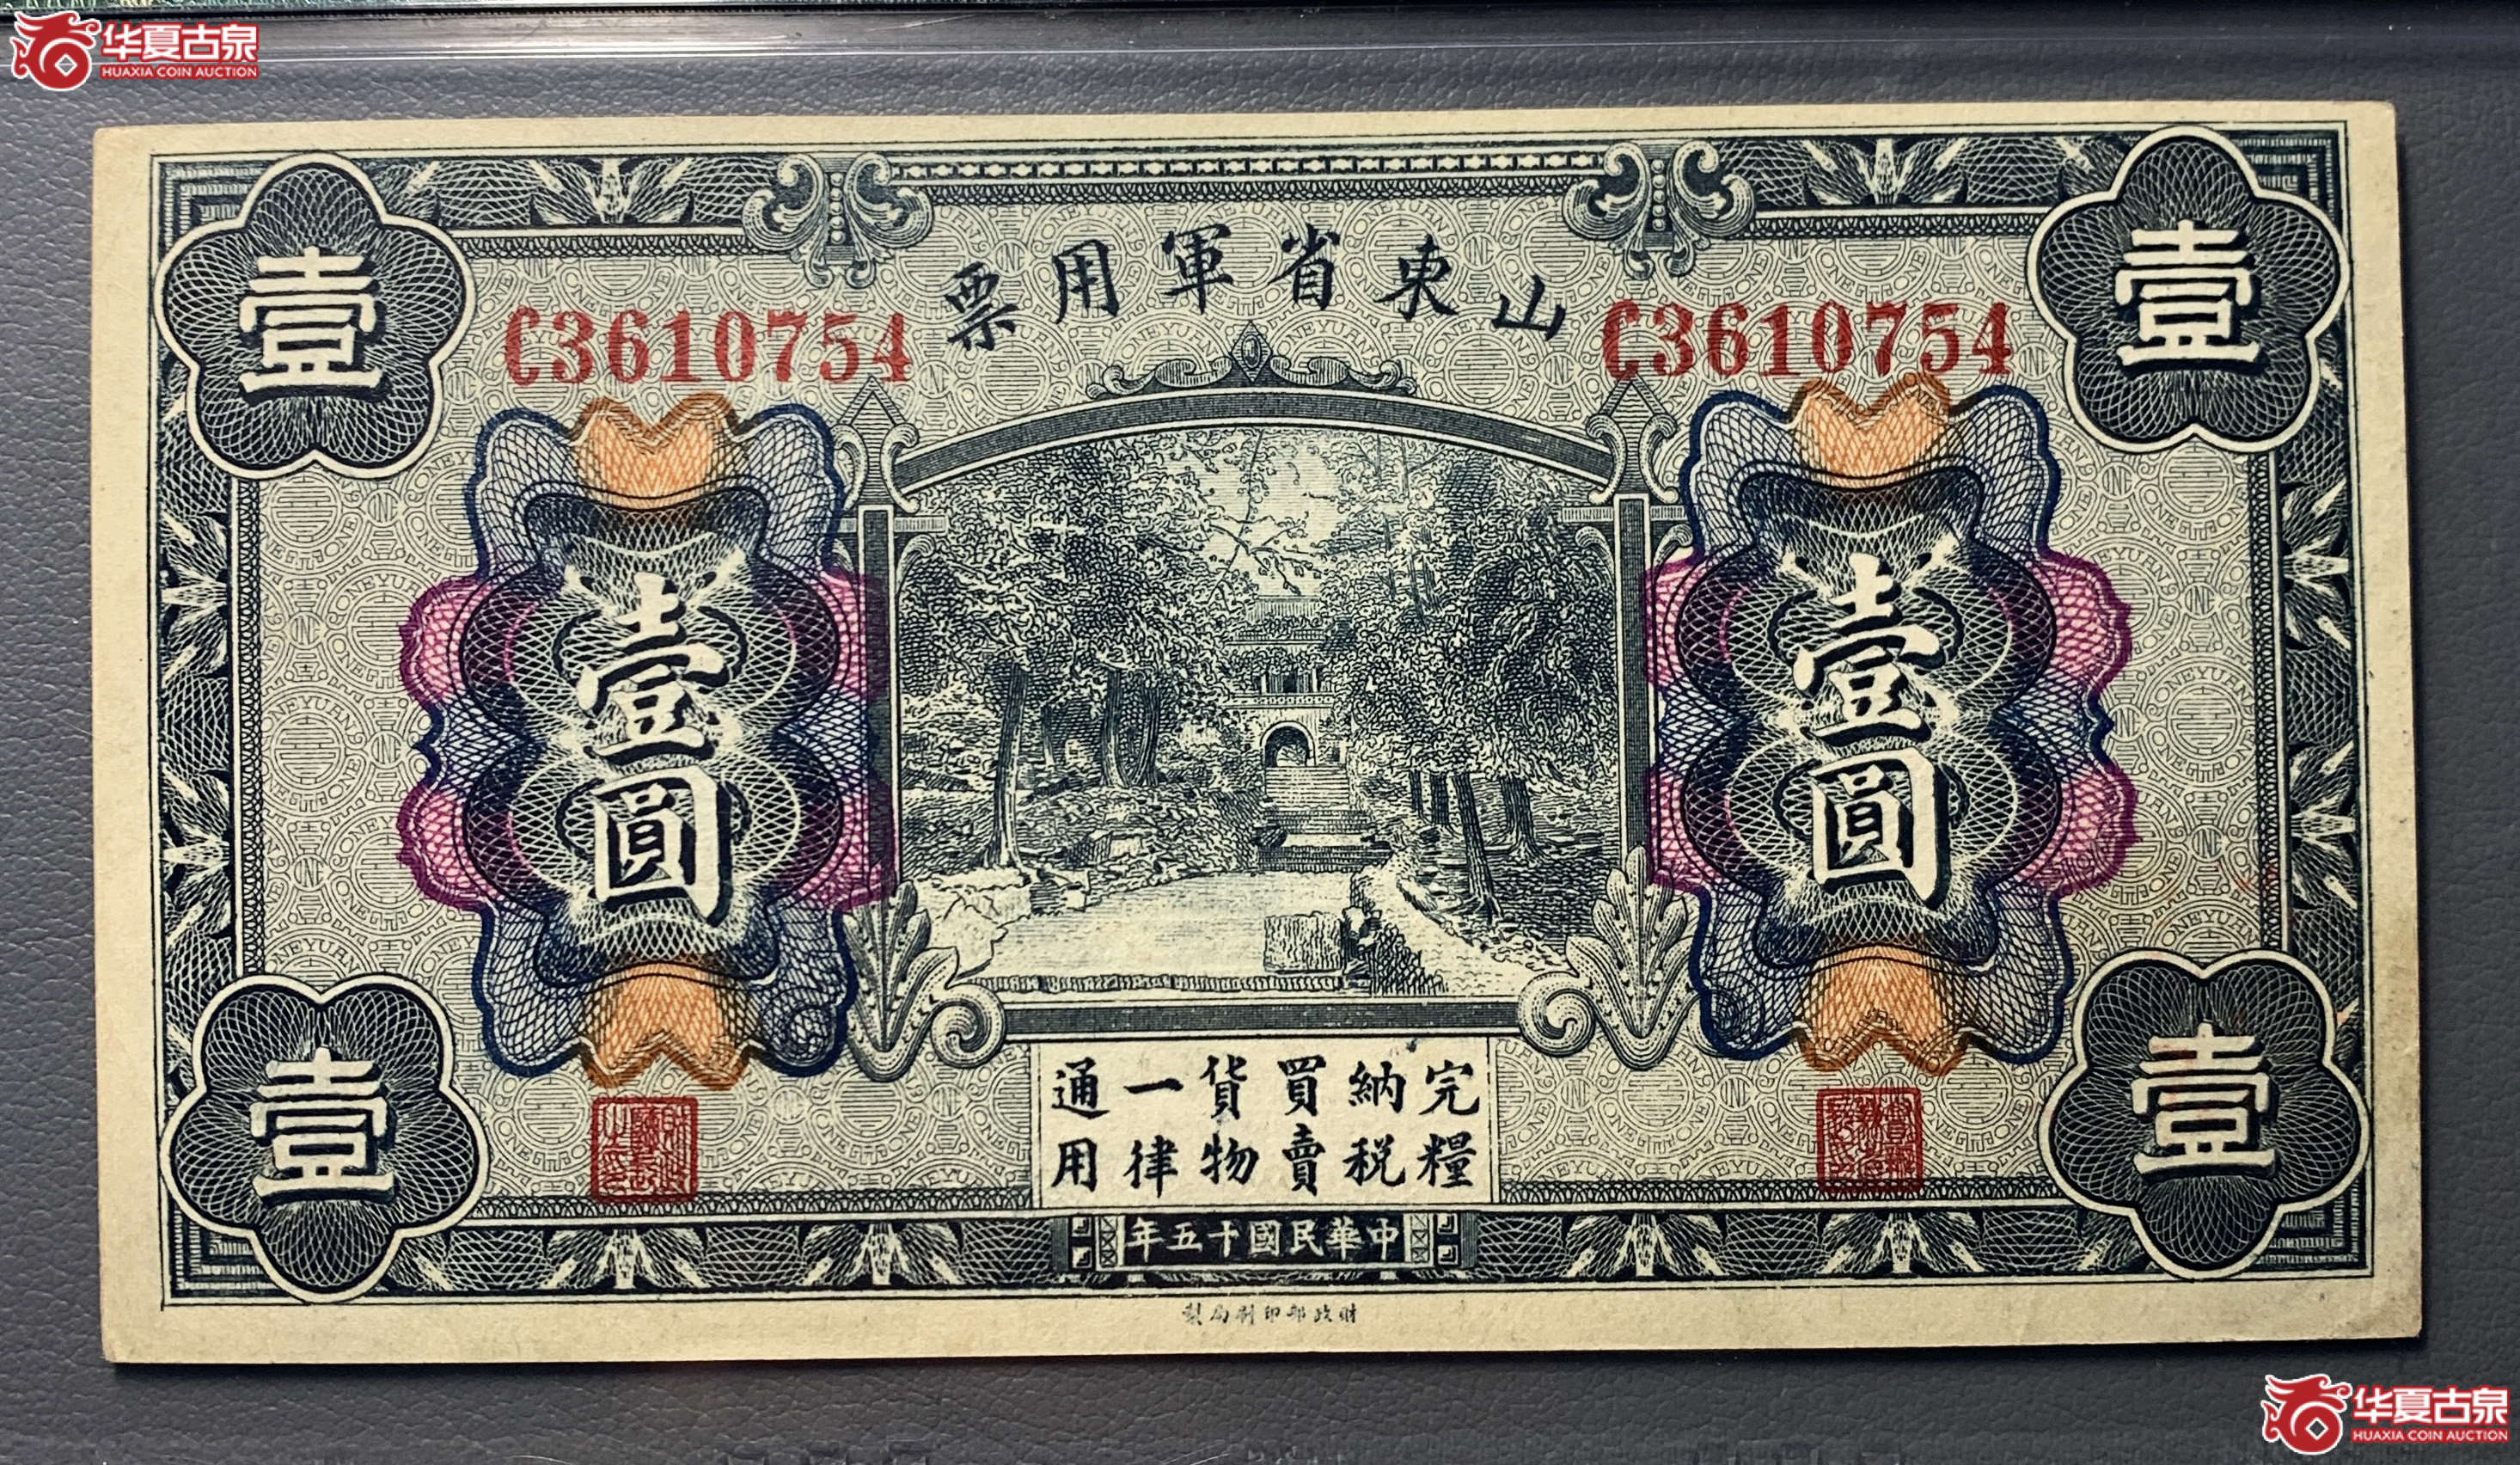 华夏古泉
HUAXIA COIN AUCTION
山東省軍用票
C3610754
C3610754
壹
壹
壹圓
壹圓
完糧
納税
買賣
貨物
一律
通用
壹
壹
中華民國十五年
財政部印刷局製
华夏古泉
HUAXIA COIN AUCTION